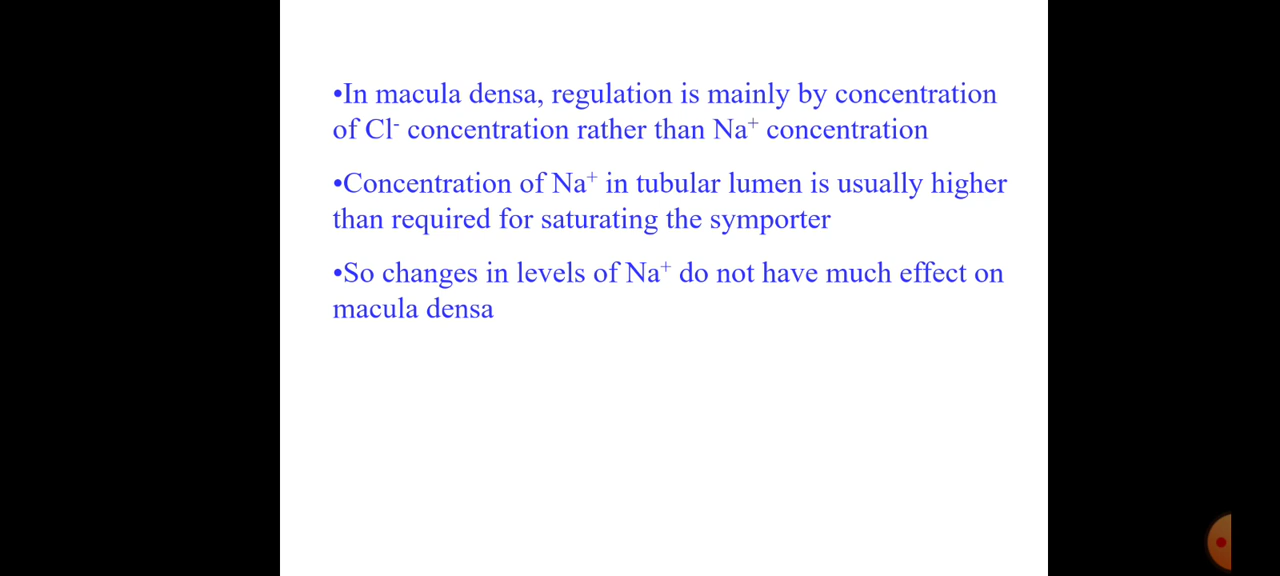 •In macula densa, regulation is mainly by concentration
of Cl⁻ concentration rather than Na⁺ concentration
•Concentration of Na⁺ in tubular lumen is usually higher
than required for saturating the symporter
•So changes in levels of Na⁺ do not have much effect on
macula densa